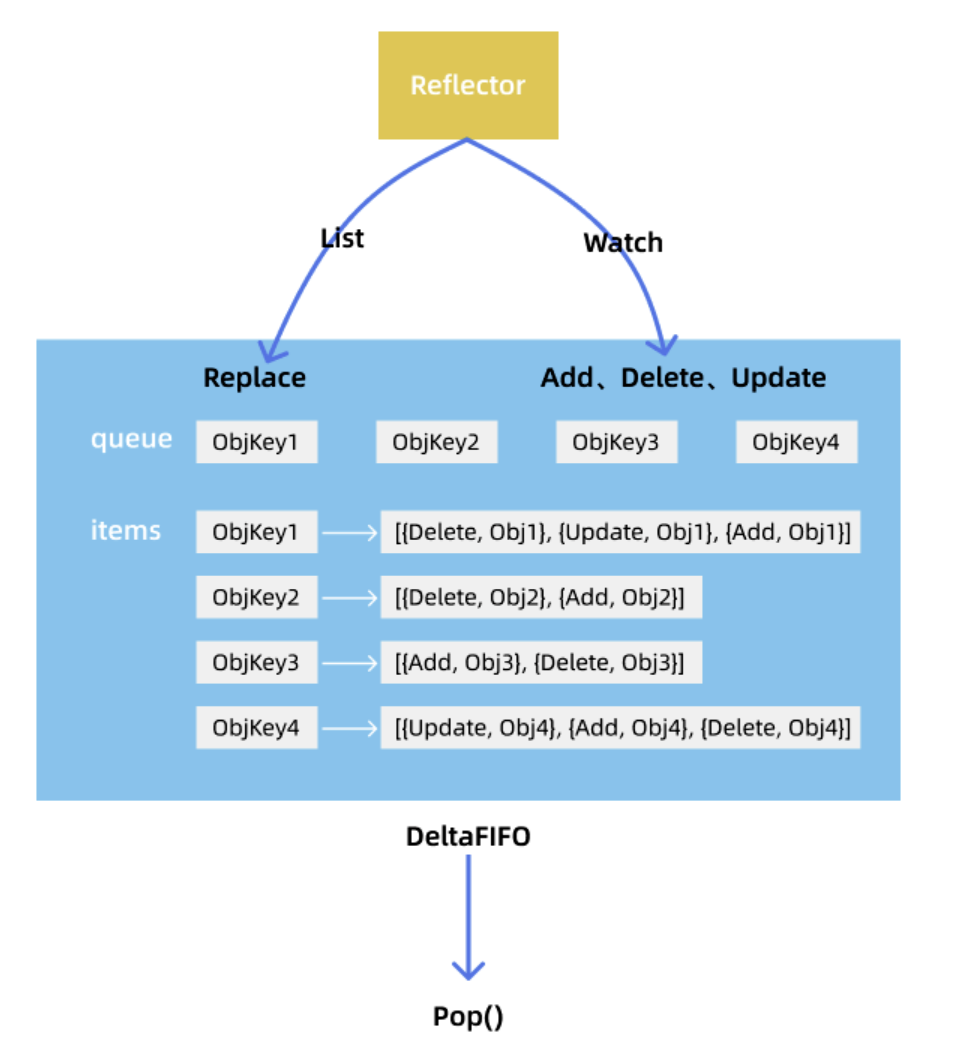 Reflector
List
Watch
Replace
Add、Delete、Update
queue ObjKey1 ObjKey2 ObjKey3 ObjKey4
items ObjKey1 [{Delete, Obj1}, {Update, Obj1}, {Add, Obj1}]
ObjKey2 [{Delete, Obj2}, {Add, Obj2}]
ObjKey3 [{Add, Obj3}, {Delete, Obj3}]
ObjKey4 [{Update, Obj4}, {Add, Obj4}, {Delete, Obj4}]
DeltaFIFO
Pop()